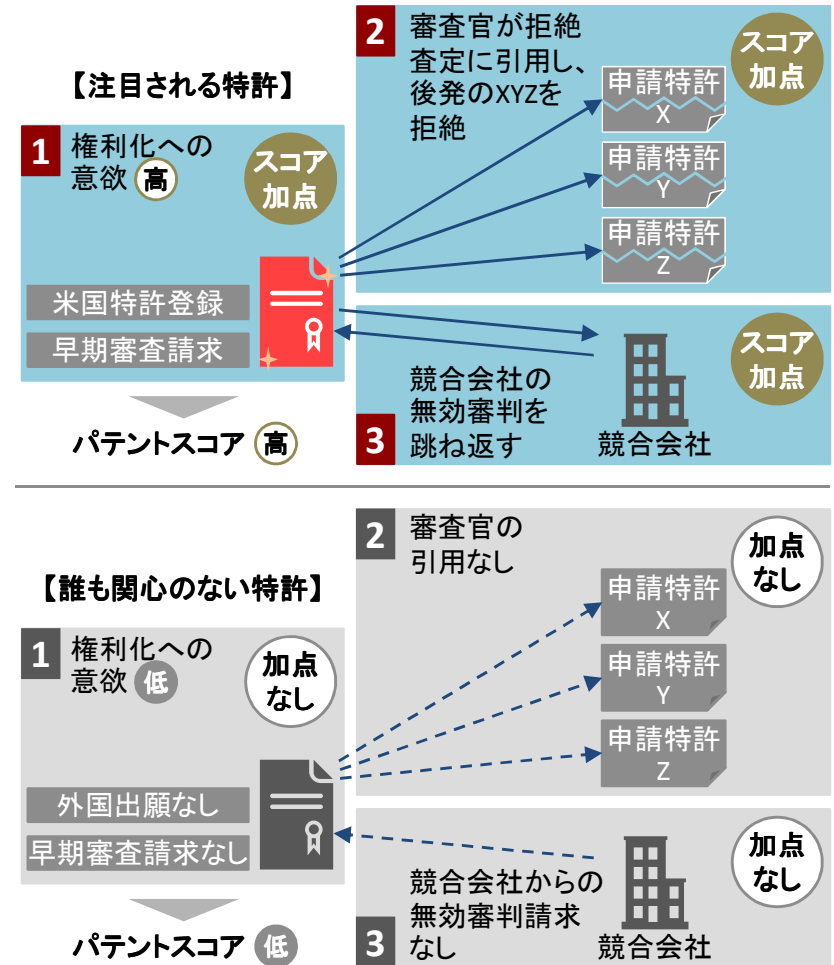 【注目される特許】
1
権利化への
意欲 高
スコア
加点
米国特許登録
早期審査請求
パテントスコア 高
2
審査官が拒絶
査定に引用し、
後発のXYZを
拒絶
スコア
加点
申請特許
X
申請特許
Y
申請特許
Z
3
競合会社の
無効審判を
跳ね返す
競合会社
スコア
加点
【誰も関心のない特許】
1
権利化への
意欲 低
加点
なし
外国出願なし
早期審査請求なし
パテントスコア 低
2
審査官の
引用なし
加点
なし
申請特許
X
申請特許
Y
申請特許
Z
3
競合会社からの
無効審判請求
なし
競合会社
加点
なし